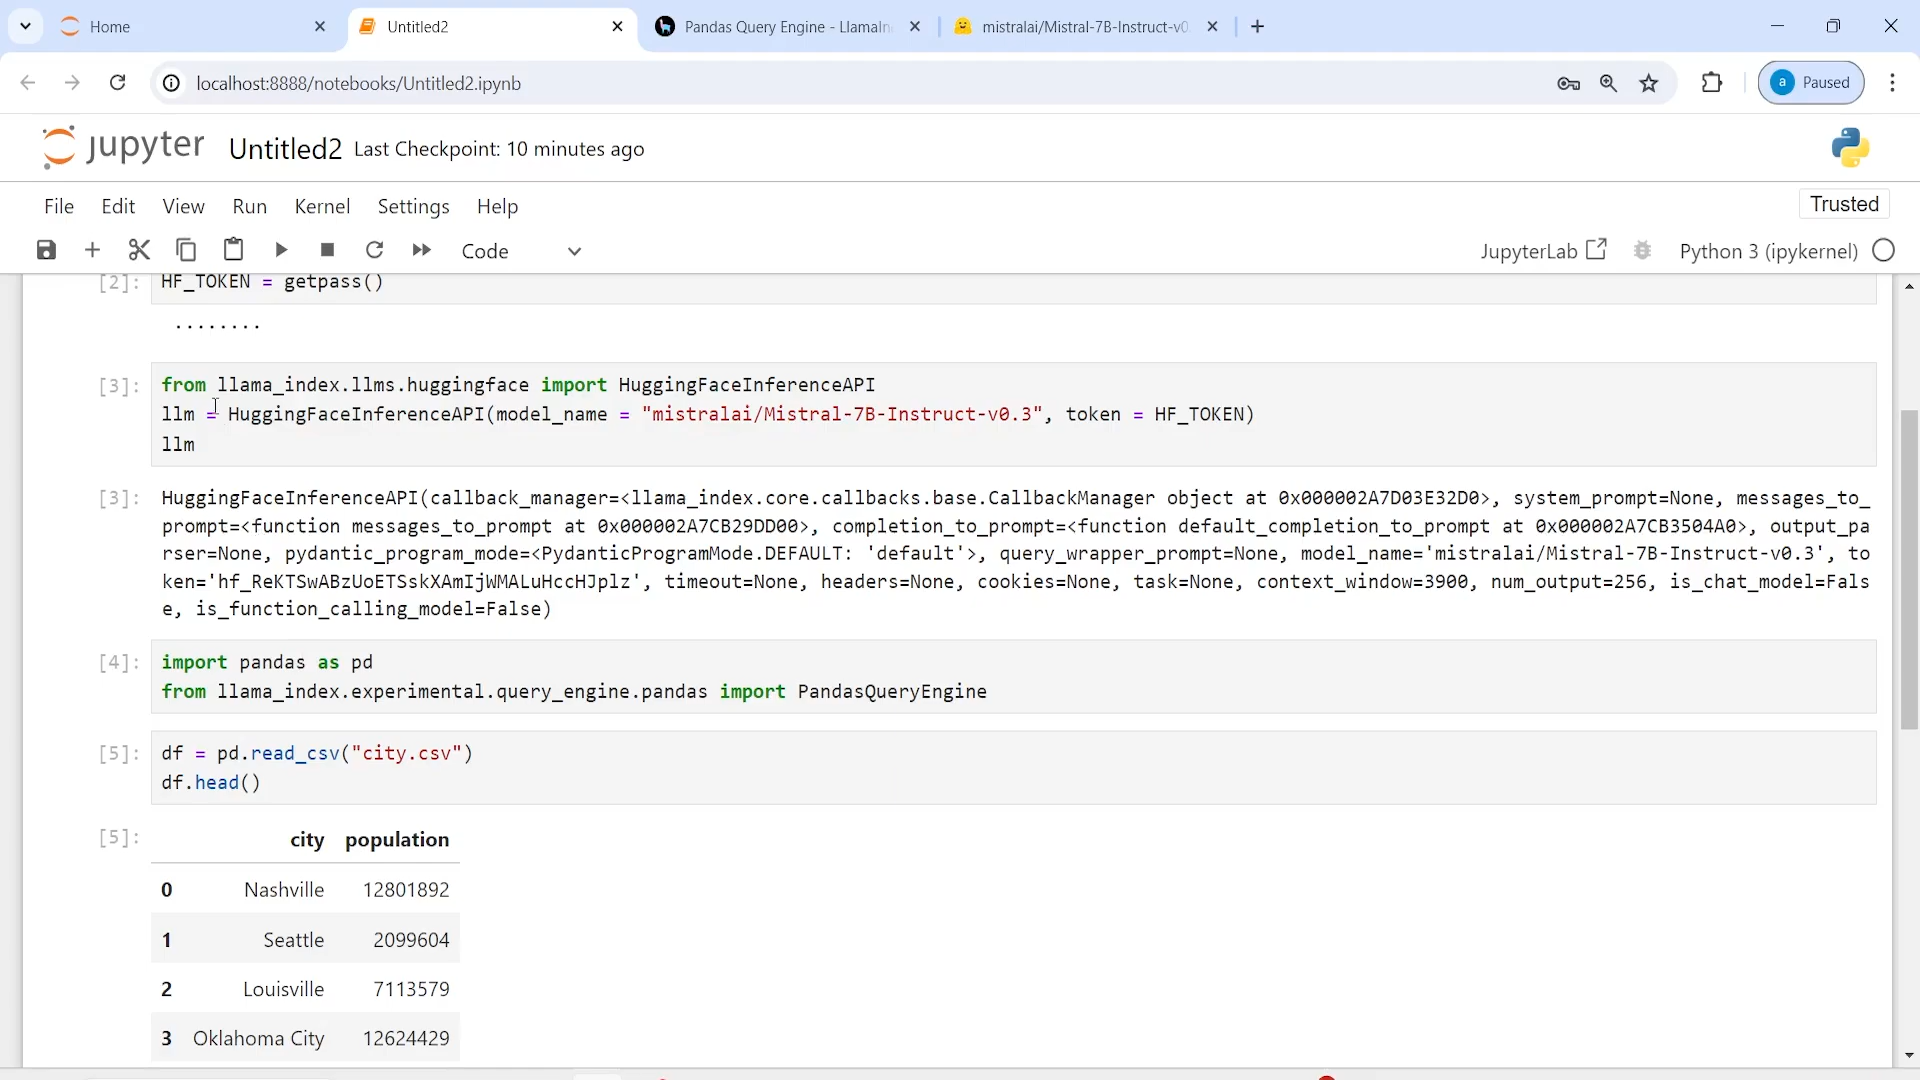 Home
Untitled2
Pandas Query Engine - LlamaIn
mistralai/Mistral-7B-Instruct-v0
localhost:8888/notebooks/Untitled2.ipynb
a Paused
jupyter Untitled2 Last Checkpoint: 10 minutes ago
File Edit View Run Kernel Settings Help
Trusted
Code
JupyterLab
Python 3 (ipykernel)
[2]: HF_TOKEN = getpass()
········
[3]: from llama_index.llms.huggingface import HuggingFaceInferenceAPI
llm = HuggingFaceInferenceAPI(model_name = "mistralai/Mistral-7B-Instruct-v0.3", token = HF_TOKEN)
llm
[3]: HuggingFaceInferenceAPI(callback_manager=<llama_index.core.callbacks.base.CallbackManager object at 0x000002A7D03E32D0>, system_prompt=None, messages_to_
prompt=<function messages_to_prompt at 0x000002A7CB29DD00>, completion_to_prompt=<function default_completion_to_prompt at 0x000002A7CB3504A0>, output_pa
rser=None, pydantic_program_mode=<PydanticProgramMode.DEFAULT: 'default'>, query_wrapper_prompt=None, model_name='mistralai/Mistral-7B-Instruct-v0.3', to
ken='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', timeout=None, headers=None, cookies=None, task=None, context_window=3900, num_output=256, is_chat_model=Fals
e, is_function_calling_model=False)
[4]: import pandas as pd
from llama_index.experimental.query_engine.pandas import PandasQueryEngine
[5]: df = pd.read_csv("city.csv")
df.head()
[5]: city population
0 Nashville 12801892
1 Seattle 2099604
2 Louisville 7113579
3 Oklahoma City 12624429